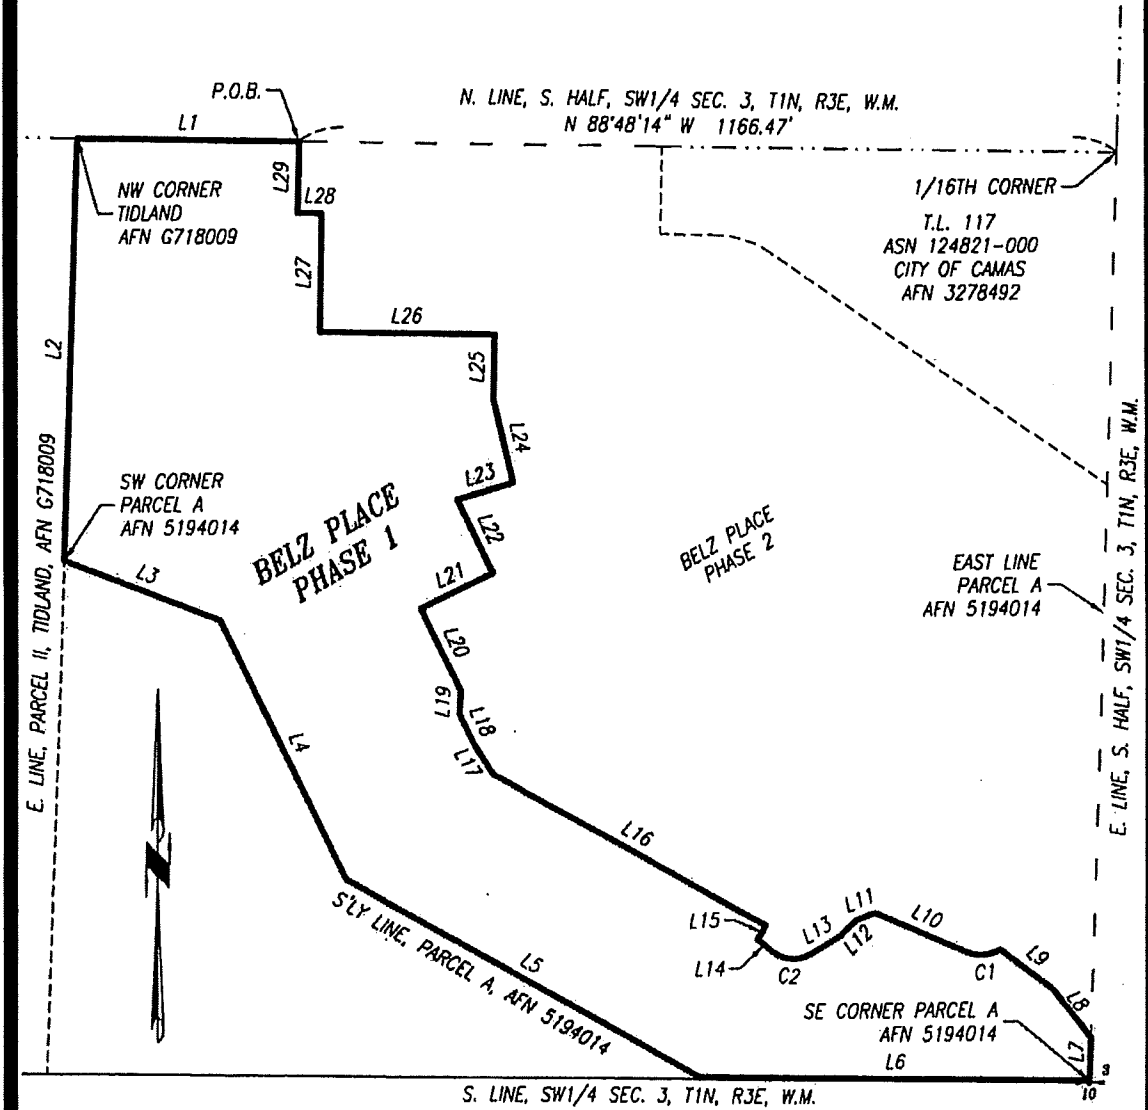 P.O.B.
N. LINE, S. HALF, SW1/4 SEC. 3, T1N, R3E, W.M.
N 88°48'14" W 1166.47'
L1
L29
L28
NW CORNER
TIDLAND
AFN G718009
1/16TH CORNER
T.L. 117
ASN 124821-000
CITY OF CAMAS
AFN 3278492
L27
L26
L2
L25
L24
L23
SW CORNER
PARCEL A
AFN 5194014
L22
BELZ PLACE
PHASE 1
BELZ PLACE
PHASE 2
L3
L21
EAST LINE
PARCEL A
AFN 5194014
E. LINE, PARCEL II, TIDLAND, AFN G718009
E. LINE, S. HALF, SW1/4 SEC. 3, T1N, R3E, W.M.
L20
L19
L18
L17
L4
L16
L15
L14
C2
L13
L12
L11
L10
C1
L9
L8
L7
S'LY LINE, PARCEL A, AFN 5194014
L5
SE CORNER PARCEL A
AFN 5194014
L6
3
10
S. LINE, SW1/4 SEC. 3, T1N, R3E, W.M.
N